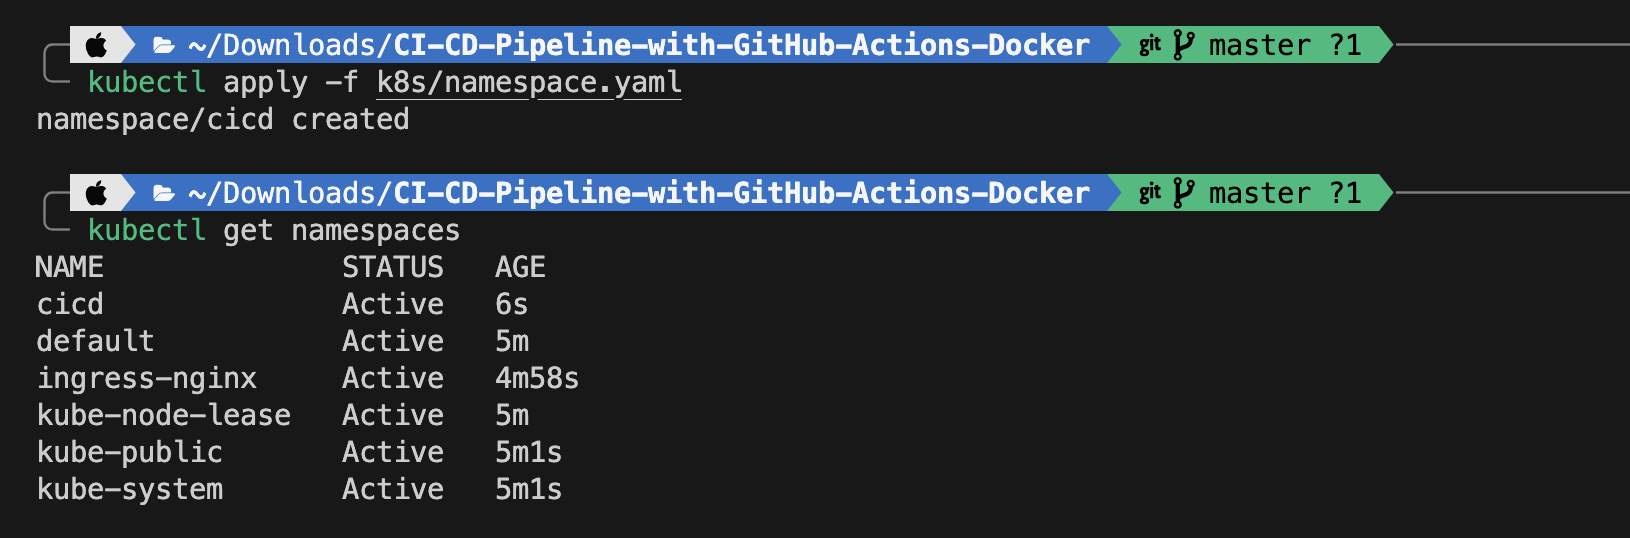 ~/Downloads/CI-CD-Pipeline-with-GitHub-Actions-Docker git master ?1
kubectl apply -f k8s/namespace.yaml
namespace/cicd created
~/Downloads/CI-CD-Pipeline-with-GitHub-Actions-Docker git master ?1
kubectl get namespaces
NAME STATUS AGE
cicd Active 6s
default Active 5m
ingress-nginx Active 4m58s
kube-node-lease Active 5m
kube-public Active 5m1s
kube-system Active 5m1s